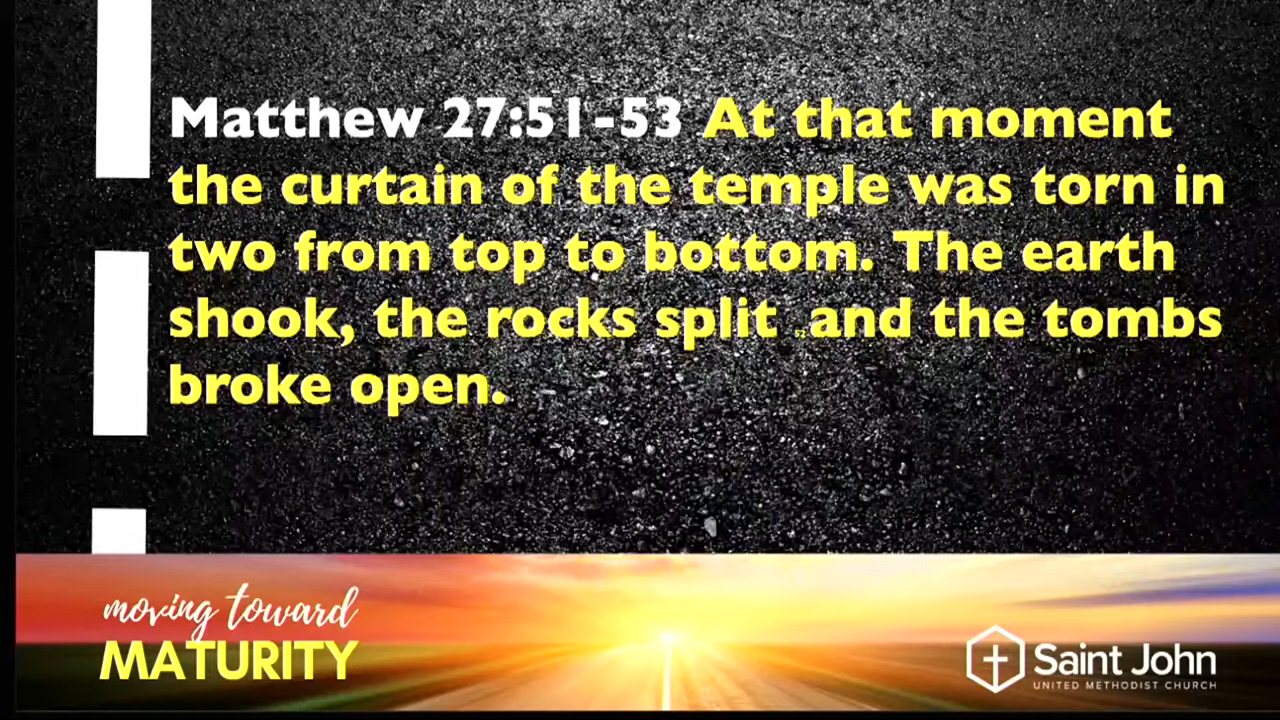 Matthew 27:51-53 At that moment
the curtain of the temple was torn in
two from top to bottom. The earth
shook, the rocks split 52 and the tombs
broke open.
moving toward
MATURITY
Saint John
UNITED METHODIST CHURCH